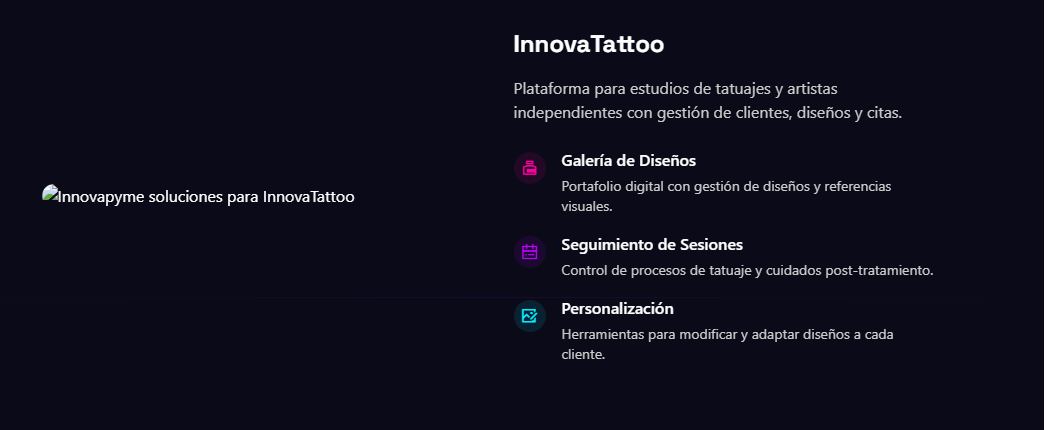 InnovaTattoo
Plataforma para estudios de tatuajes y artistas
independientes con gestión de clientes, diseños y citas.
Innovapyme soluciones para InnovaTattoo
Galería de Diseños
Portafolio digital con gestión de diseños y referencias
visuales.
Seguimiento de Sesiones
Control de procesos de tatuaje y cuidados post-tratamiento.
Personalización
Herramientas para modificar y adaptar diseños a cada
cliente.